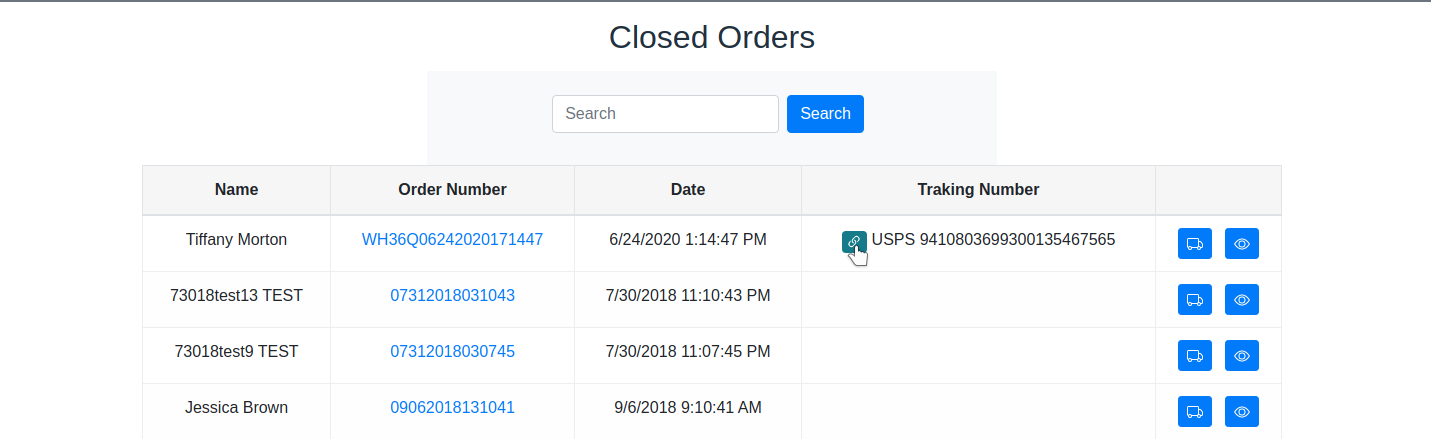 Closed Orders
Search Search
Name Order Number Date Traking Number
Tiffany Morton WH36Q06242020171447 6/24/2020 1:14:47 PM USPS 9410803699300135467565
73018test13 TEST 07312018031043 7/30/2018 11:10:43 PM
73018test9 TEST 07312018030745 7/30/2018 11:07:45 PM
Jessica Brown 09062018131041 9/6/2018 9:10:41 AM